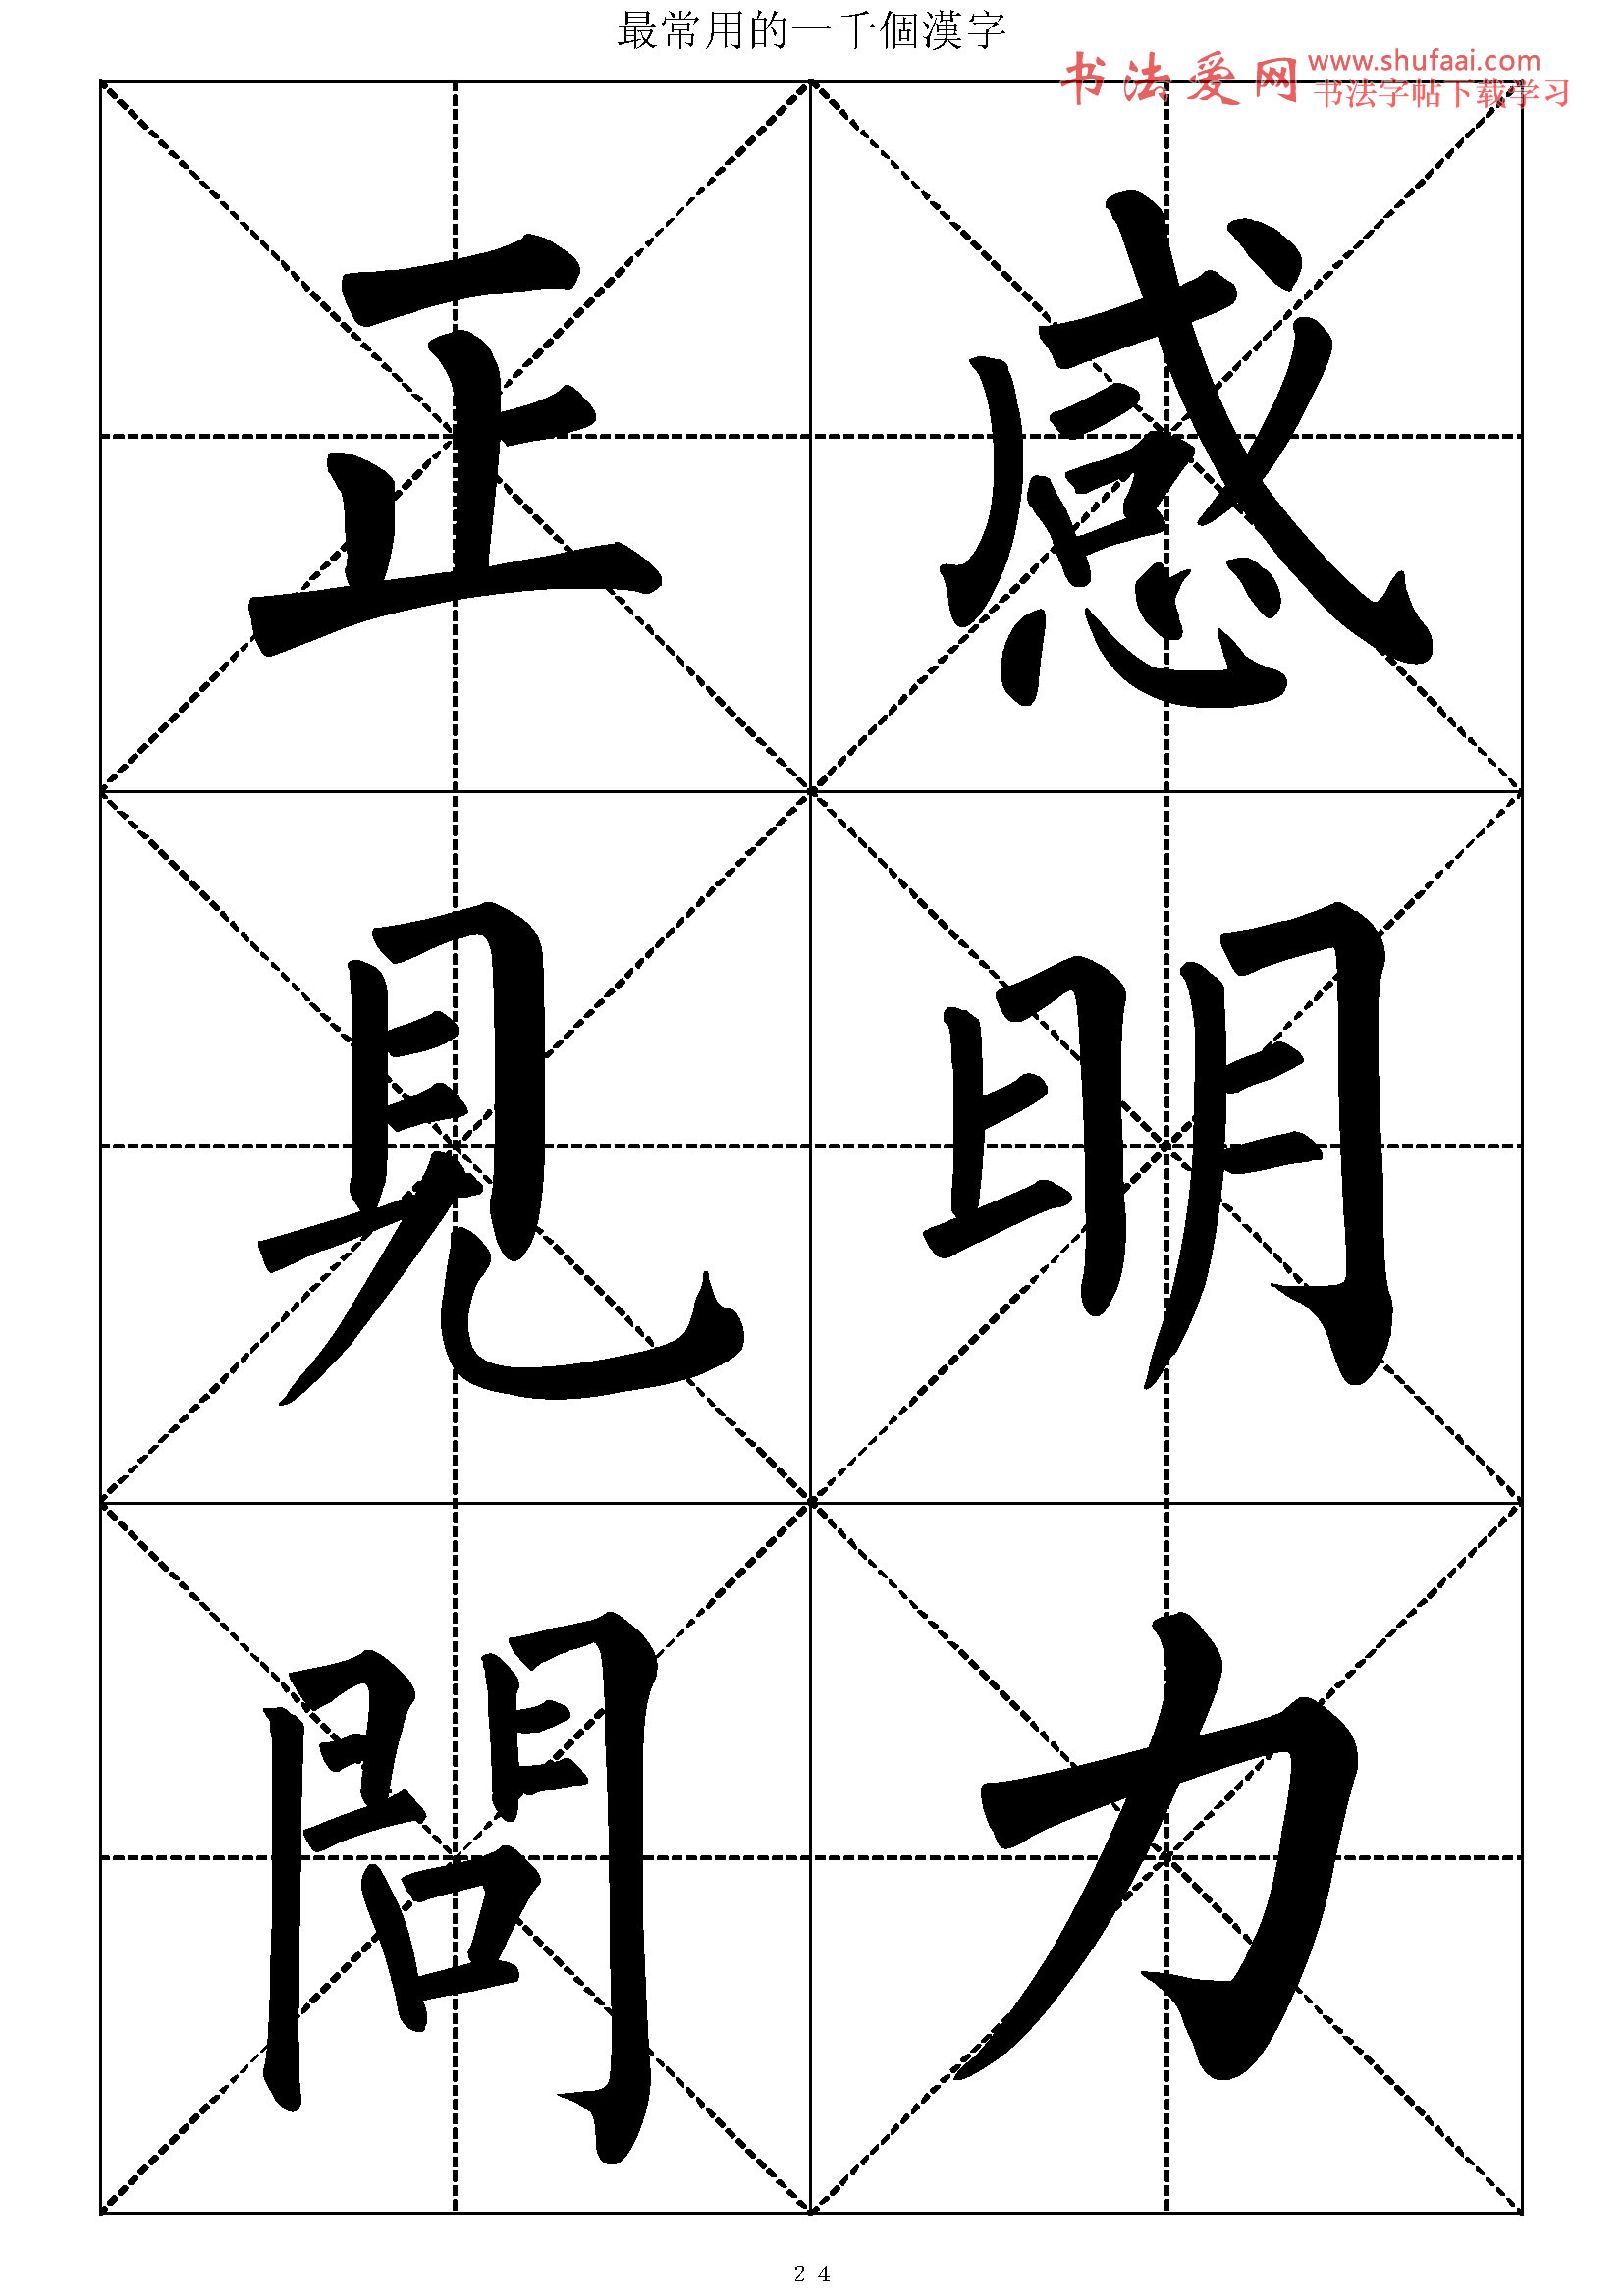 最常用的一千個漢字
书法爱网
www.shufaai.com
书法字帖下载学习
感
明
力
正
見
問
24